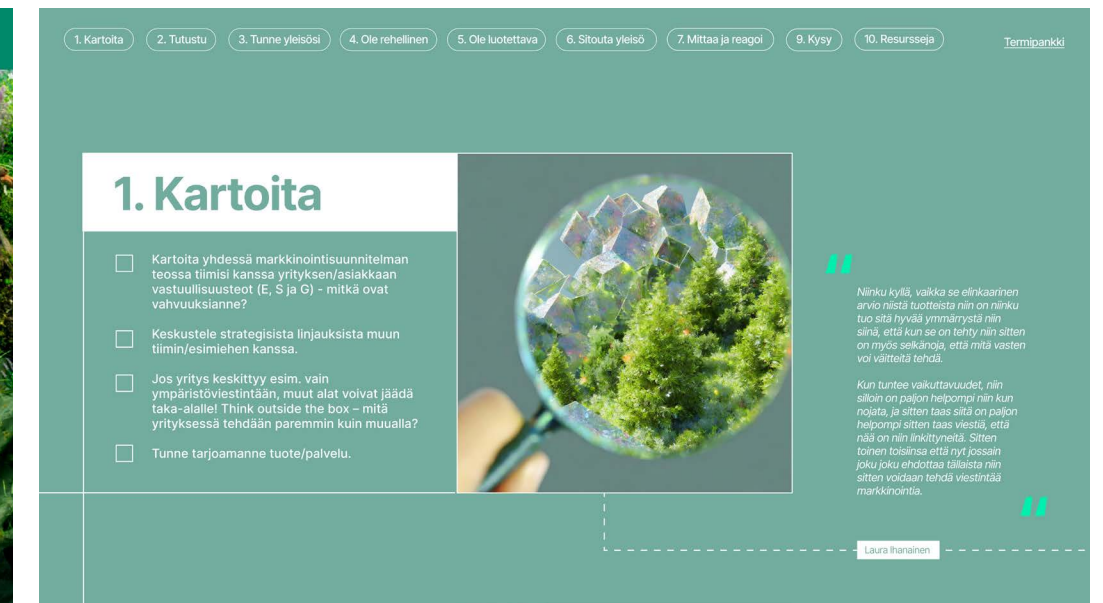 1. Kartoita
2. Tutustu
3. Tunne yleisösi
4. Ole rehellinen
5. Ole luotettava
6. Sitouta yleisö
7. Mittaa ja reagoi
9. Kysy
10. Resursseja
Termipankki
1. Kartoita
Kartoita yhdessä markkinointisuunnitelman
teossa tiimisi kanssa yrityksen/asiakkaan
vastuullisuusteot (E, S ja G) - mitkä ovat
vahvuuksianne?
Keskustele strategisista linjauksista muun
tiimin/esimiehen kanssa.
Jos yritys keskittyy esim. vain
ympäristöviestintään, muut alat voivat jäädä
taka-alalle! Think outside the box – mitä
yrityksessä tehdään paremmin kuin muualla?
Tunne tarjoamanne tuote/palvelu.
"
Niinku kyllä, vaikka se elinkaarinen
arvio niistä tuotteista niin on niinku
tuo sitä hyvää ymmärrystä niin
siinä, että kun se on tehty niin sitten
on myös selkänoja, että mitä vasten
voi väitteitä tehdä.
Kun tuntee vaikuttavuudet, niin
silloin on paljon helpompi niin kun
nojata, ja sitten taas siitä on paljon
helpompi sitten taas viestiä, että
nää on niin linkittyneitä. Sitten
toinen toisiinsa että nyt jossain
joku joku ehdottaa tällaista niin
sitten voidaan tehdä viestintää
markkinointia.
"
Laura Ihanainen